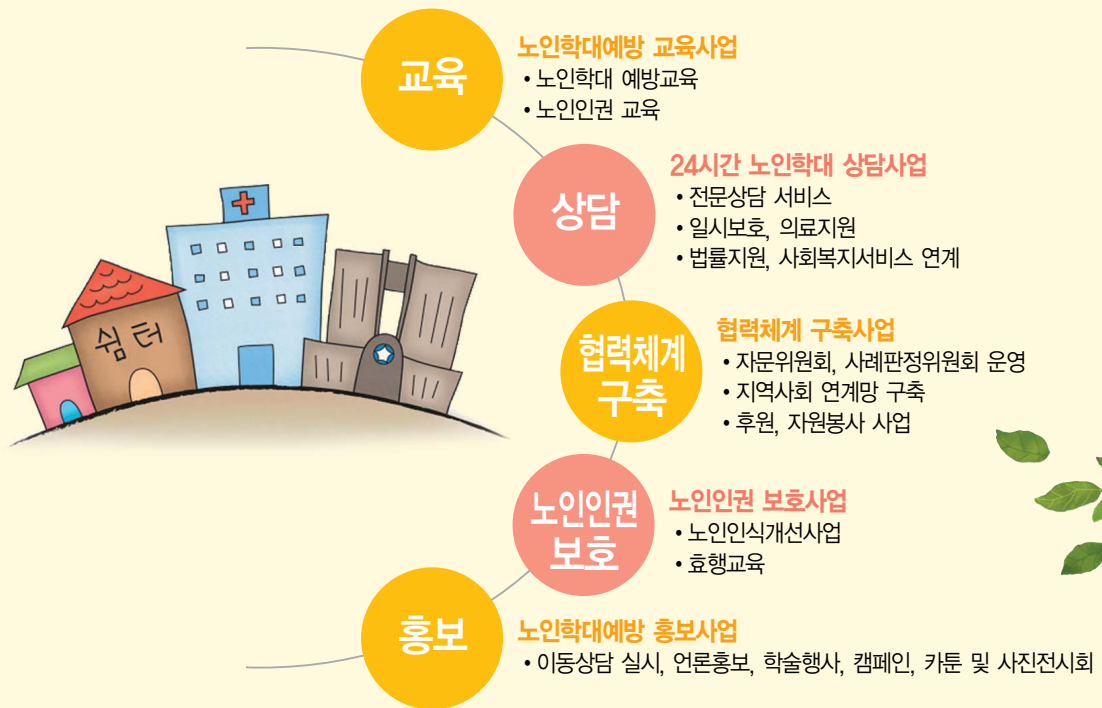 교육
노인학대예방 교육사업
• 노인학대 예방교육
• 노인인권 교육
상담
24시간 노인학대 상담사업
• 전문상담 서비스
• 일시보호, 의료지원
• 법률지원, 사회복지서비스 연계
쉼터
협력체계
구축
협력체계 구축사업
• 자문위원회, 사례판정위원회 운영
• 지역사회 연계망 구축
• 후원, 자원봉사 사업
노인인권
보호
노인인권 보호사업
• 노인인식개선사업
• 효행교육
홍보
노인학대예방 홍보사업
• 이동상담 실시, 언론홍보, 학술행사, 캠페인, 카툰 및 사진전시회